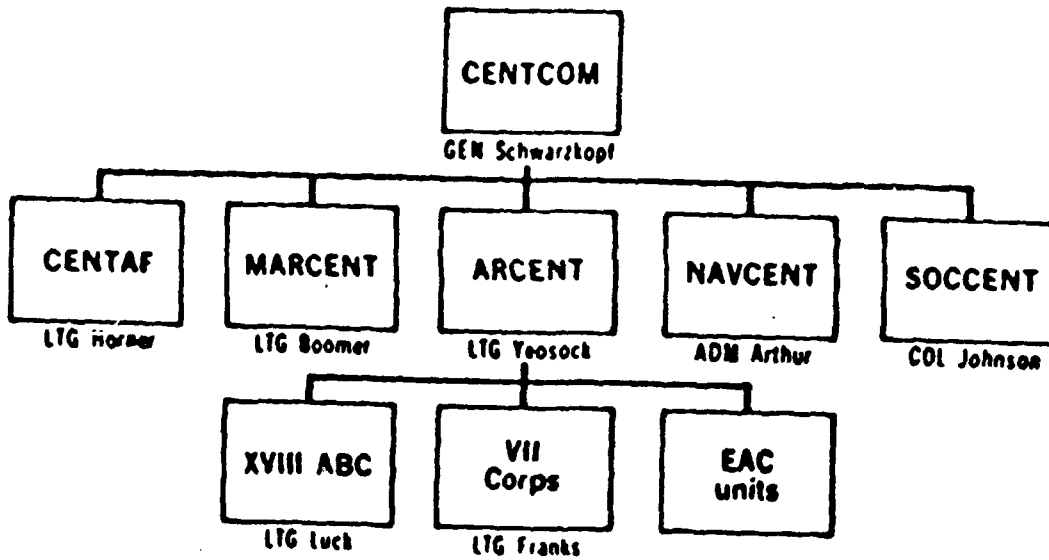 CENTCOM
GEN Schwarzkopf
CENTAF
LTG Horner
MARCENT
LTG Boomer
ARCENT
LTG Yeosock
NAVCENT
ADM Arthur
SOCCENT
COL Johnson
XVIII ABC
LTG Luck
VII
Corps
LTG Franks
EAC
units